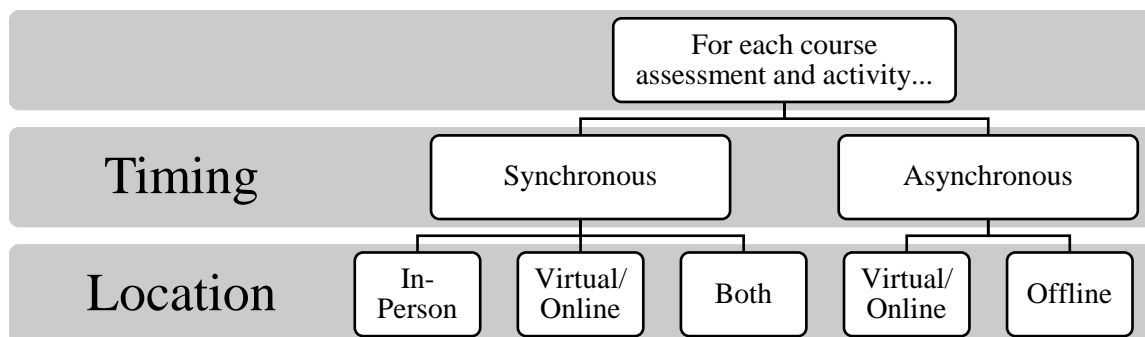 For each course
assessment and activity...
Timing
Synchronous
Asynchronous
Location
In-
Person
Virtual/
Online
Both
Virtual/
Online
Offline